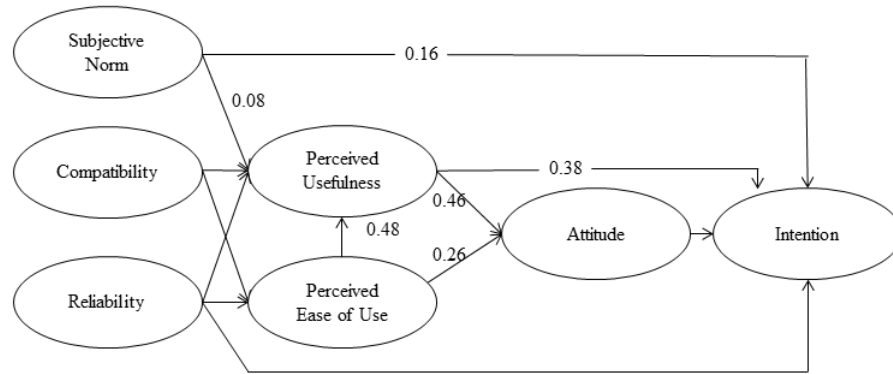 Subjective
Norm
0.16
0.08
Compatibility
Perceived
Usefulness
0.38
0.46
Attitude
Intention
0.48
0.26
Reliability
Perceived
Ease of Use